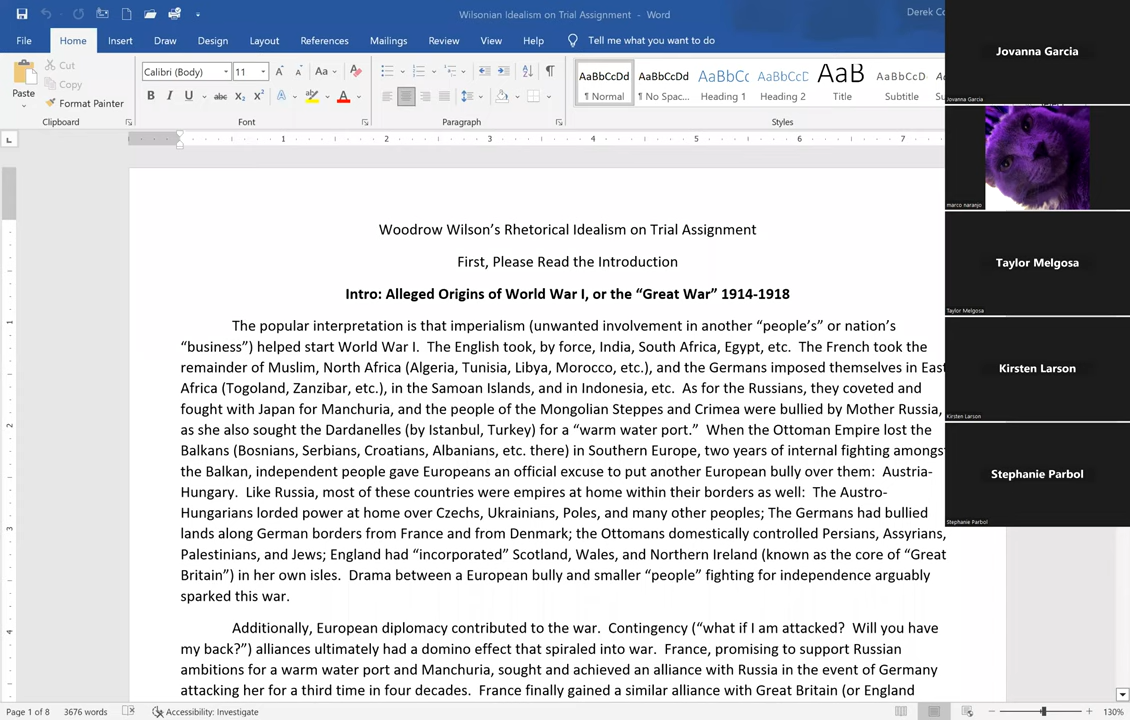 Wilsonian Idealism on Trial Assignment - Word
Derek Co
File Home Insert Draw Design Layout References Mailings Review View Help Tell me what you want to do
Paste
Cut
Copy
Format Painter
Clipboard
Calibri (Body) 11
Font
Paragraph
AaBbCcDd AaBbCcDd AaBbCc AaBbCcD AaB AaBbCcD
¶ Normal ¶ No Spac... Heading 1 Heading 2 Title Subtitle
Styles
1 2 3 4 5 6 7
Woodrow Wilson’s Rhetorical Idealism on Trial Assignment
First, Please Read the Introduction
Intro: Alleged Origins of World War I, or the “Great War” 1914-1918
The popular interpretation is that imperialism (unwanted involvement in another “people’s” or nation’s
“business”) helped start World War I. The English took, by force, India, South Africa, Egypt, etc. The French took the
remainder of Muslim, North Africa (Algeria, Tunisia, Libya, Morocco, etc.), and the Germans imposed themselves in East
Africa (Togoland, Zanzibar, etc.), in the Samoan Islands, and in Indonesia, etc. As for the Russians, they coveted and
fought with Japan for Manchuria, and the people of the Mongolian Steppes and Crimea were bullied by Mother Russia,
as she also sought the Dardanelles (by Istanbul, Turkey) for a “warm water port.” When the Ottoman Empire lost the
Balkans (Bosnians, Serbians, Croatians, Albanians, etc. there) in Southern Europe, two years of internal fighting amongst
the Balkan, independent people gave Europeans an official excuse to put another European bully over them: Austria-
Hungary. Like Russia, most of these countries were empires at home within their borders as well: The Austro-
Hungarians lorded power at home over Czechs, Ukrainians, Poles, and many other peoples; The Germans had bullied
lands along German borders from France and from Denmark; the Ottomans domestically controlled Persians, Assyrians,
Palestinians, and Jews; England had “incorporated” Scotland, Wales, and Northern Ireland (known as the core of “Great
Britain”) in her own isles. Drama between a European bully and smaller “people” fighting for independence arguably
sparked this war.
Additionally, European diplomacy contributed to the war. Contingency (“what if I am attacked? Will you have
my back?”) alliances ultimately had a domino effect that spiraled into war. France, promising to support Russian
ambitions for a warm water port and Manchuria, sought and achieved an alliance with Russia in the event of Germany
attacking her for a third time in four decades. France finally gained a similar alliance with Great Britain (or England
Page 1 of 8 3676 words Accessibility: Investigate 130%
Jovanna Garcia
Jovanna Garcia
marco naranjo
Taylor Melgosa
Taylor Melgosa
Kirsten Larson
Kirsten Larson
Stephanie Parbol
Stephanie Parbol